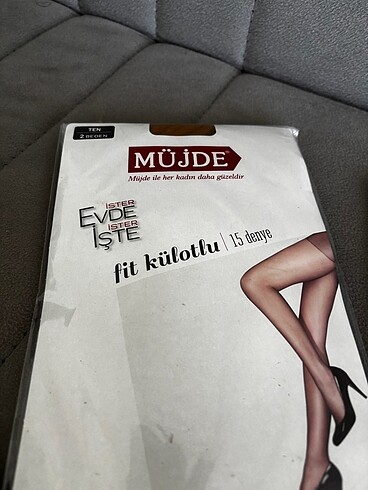 TEN
2 BEDEN
MÜJDE®
Müjde ile her kadın daha güzeldir
İSTER
EVDE
İSTER
İŞTE
fit külotlu | 15 denye